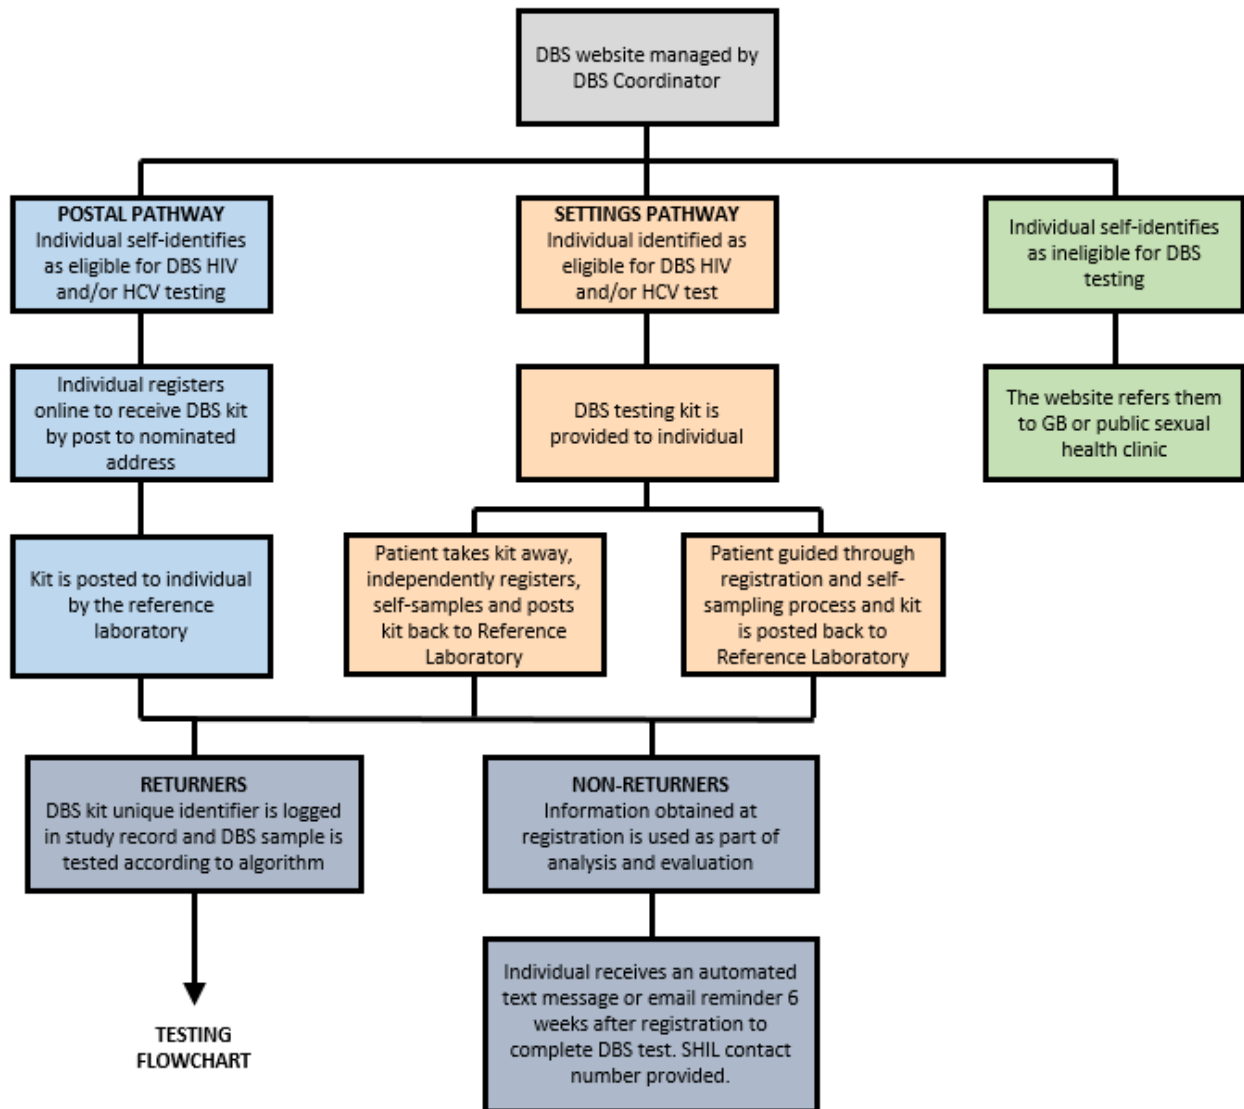 DBS website managed by
DBS Coordinator
POSTAL PATHWAY
Individual self-identifies
as eligible for DBS HIV
and/or HCV testing
SETTINGS PATHWAY
Individual identified as
eligible for DBS HIV
and/or HCV test
Individual self-identifies
as ineligible for DBS
testing
Individual registers
online to receive DBS kit
by post to nominated
address
DBS testing kit is
provided to individual
The website refers them
to GB or public sexual
health clinic
Kit is posted to individual
by the reference
laboratory
Patient takes kit away,
independently registers,
self-samples and posts
kit back to Reference
Laboratory
Patient guided through
registration and self-
sampling process and kit
is posted back to
Reference Laboratory
RETURNERS
DBS kit unique identifier is logged
in study record and DBS sample is
tested according to algorithm
NON-RETURNERS
Information obtained at
registration is used as part of
analysis and evaluation
TESTING
FLOWCHART
Individual receives an automated
text message or email reminder 6
weeks after registration to
complete DBS test. SHIL contact
number provided.